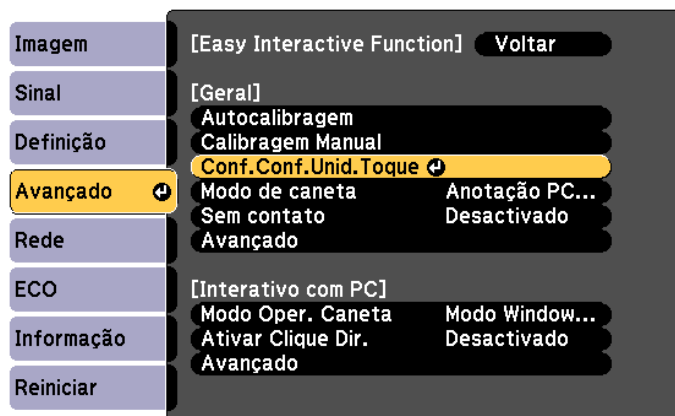 Imagem
Sinal
Definição
Avançado
Rede
ECO
Informação
Reiniciar
[Easy Interactive Function] Voltar
[Geral]
Autocalibragem
Calibragem Manual
Conf.Conf.Unid.Toque
Modo de caneta Anotação PC...
Sem contato Desactivado
Avançado
[Interativo com PC]
Modo Oper. Caneta Modo Window...
Ativar Clique Dir. Desactivado
Avançado